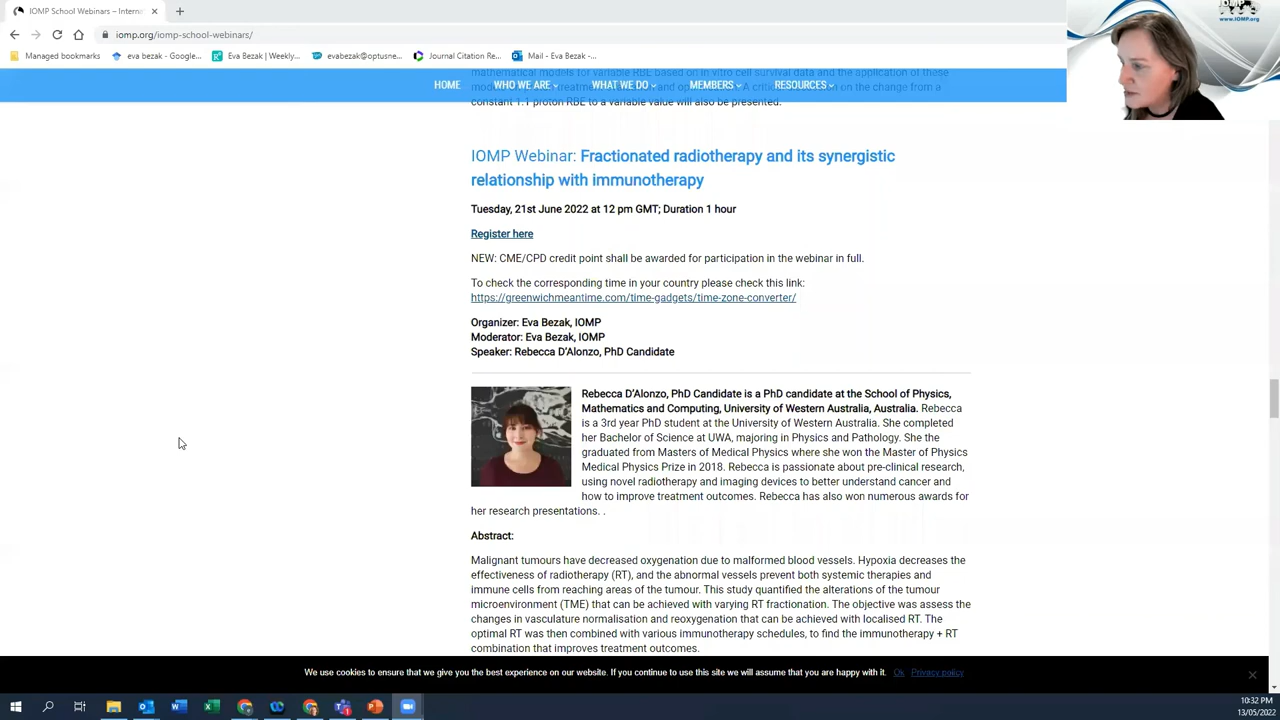 IOMP School Webinars – Intern
iomp.org/iomp-school-webinars/
Managed bookmarks
eva bezak - Google...
Eva Bezak | Weekly...
evabezak@optusne...
Journal Citation Re...
Mail - Eva Bezak -...
IOMP
www.IOMP.org
mathematical models for variable RBE based on in vitro cell survival data and the application of these
HOME WHO WE ARE WHAT WE DO MEMBERS RESOURCES
constant 1.1 proton RBE to a variable value will also be presented.
IOMP Webinar: Fractionated radiotherapy and its synergistic
relationship with immunotherapy
Tuesday, 21st June 2022 at 12 pm GMT; Duration 1 hour
Register here
NEW: CME/CPD credit point shall be awarded for participation in the webinar in full.
To check the corresponding time in your country please check this link:
https://greenwichmeantime.com/time-gadgets/time-zone-converter/
Organizer: Eva Bezak, IOMP
Moderator: Eva Bezak, IOMP
Speaker: Rebecca D'Alonzo, PhD Candidate
Rebecca D'Alonzo, PhD Candidate is a PhD candidate at the School of Physics,
Mathematics and Computing, University of Western Australia, Australia. Rebecca
is a 3rd year PhD student at the University of Western Australia. She completed
her Bachelor of Science at UWA, majoring in Physics and Pathology. She the
graduated from Masters of Medical Physics where she won the Master of Physics
Medical Physics Prize in 2018. Rebecca is passionate about pre-clinical research,
using novel radiotherapy and imaging devices to better understand cancer and
how to improve treatment outcomes. Rebecca has also won numerous awards for
her research presentations. .
Abstract:
Malignant tumours have decreased oxygenation due to malformed blood vessels. Hypoxia decreases the
effectiveness of radiotherapy (RT), and the abnormal vessels prevent both systemic therapies and
immune cells from reaching areas of the tumour. This study quantified the alterations of the tumour
microenvironment (TME) that can be achieved with varying RT fractionation. The objective was assess the
changes in vasculature normalisation and reoxygenation that can be achieved with localised RT. The
optimal RT was then combined with various immunotherapy schedules, to find the immunotherapy + RT
combination that improves treatment outcomes.
We use cookies to ensure that we give you the best experience on our website. If you continue to use this site we will assume that you are happy with it. Ok Privacy policy
10:32 PM
13/05/2022